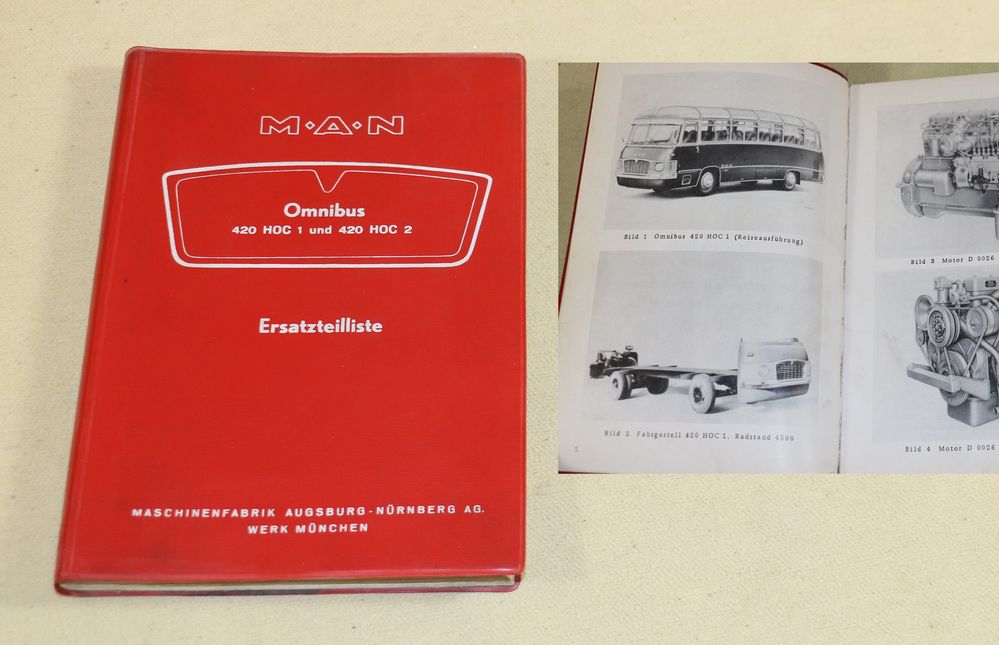 M·A·N
Omnibus
420 HOC 1 und 420 HOC 2
Ersatzteilliste
MASCHINENFABRIK AUGSBURG-NÜRNBERG AG.
WERK MÜNCHEN
Bild 1 Omnibus 420 HOC 1 (Reiseausführung)
Bild 2 Fahrgestell 420 HOC 1, Radstand 4500
2
Bild 3 Motor D 0026
Bild 4 Motor D 0026